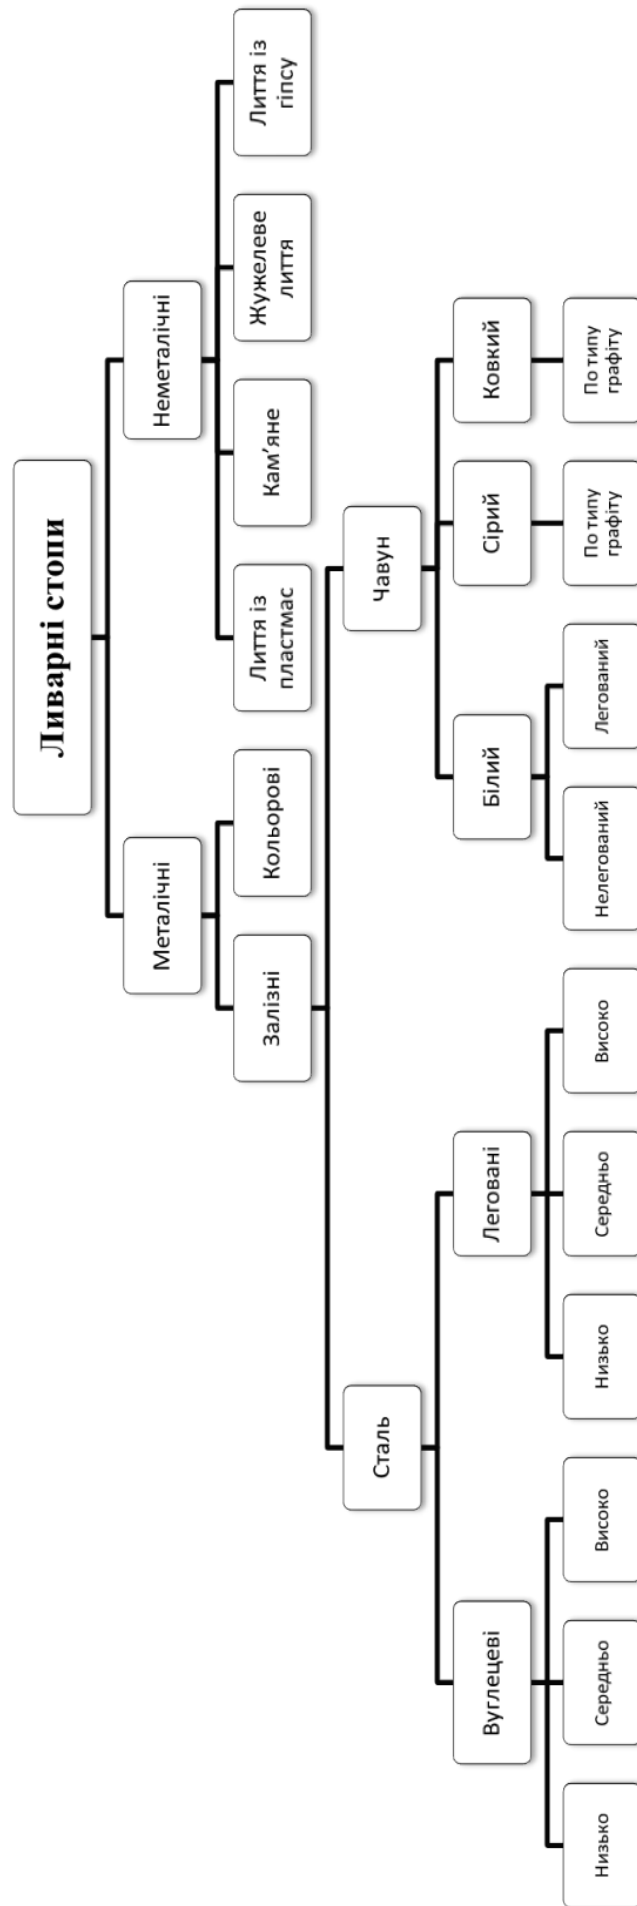 Ливарні стопи
Металічні
Неметалічні
Залізні
Кольорові
Лиття із
пластмас
Кам’яне
Жужелеве
лиття
Лиття із
гіпсу
Сталь
Чавун
Вуглецеві
Леговані
Білий
Сірий
Ковкий
Низько
Середньо
Високо
Низько
Середньо
Високо
Нелегований
Легований
По типу
графіту
По типу
графіту